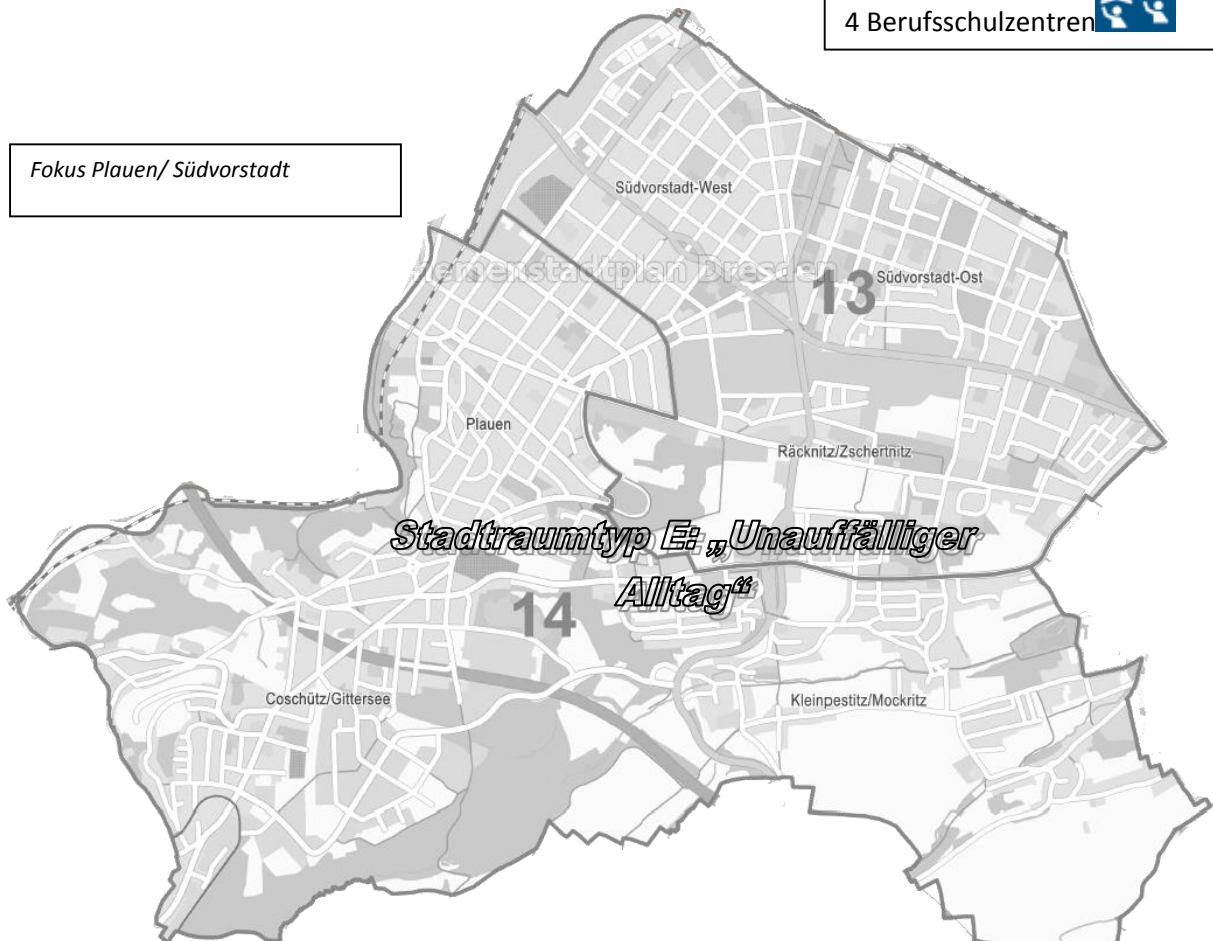 4 Berufsschulzentren
Fokus Plauen/ Südvorstadt
Südvorstadt-West
Themenstadtplan Dresden
13
Südvorstadt-Ost
Plauen
Räcknitz/Zschertnitz
Stadtraumtyp E: „Unauffälliger
Alltag“
14
Coschütz/Gittersee
Kleinpestitz/Mockritz